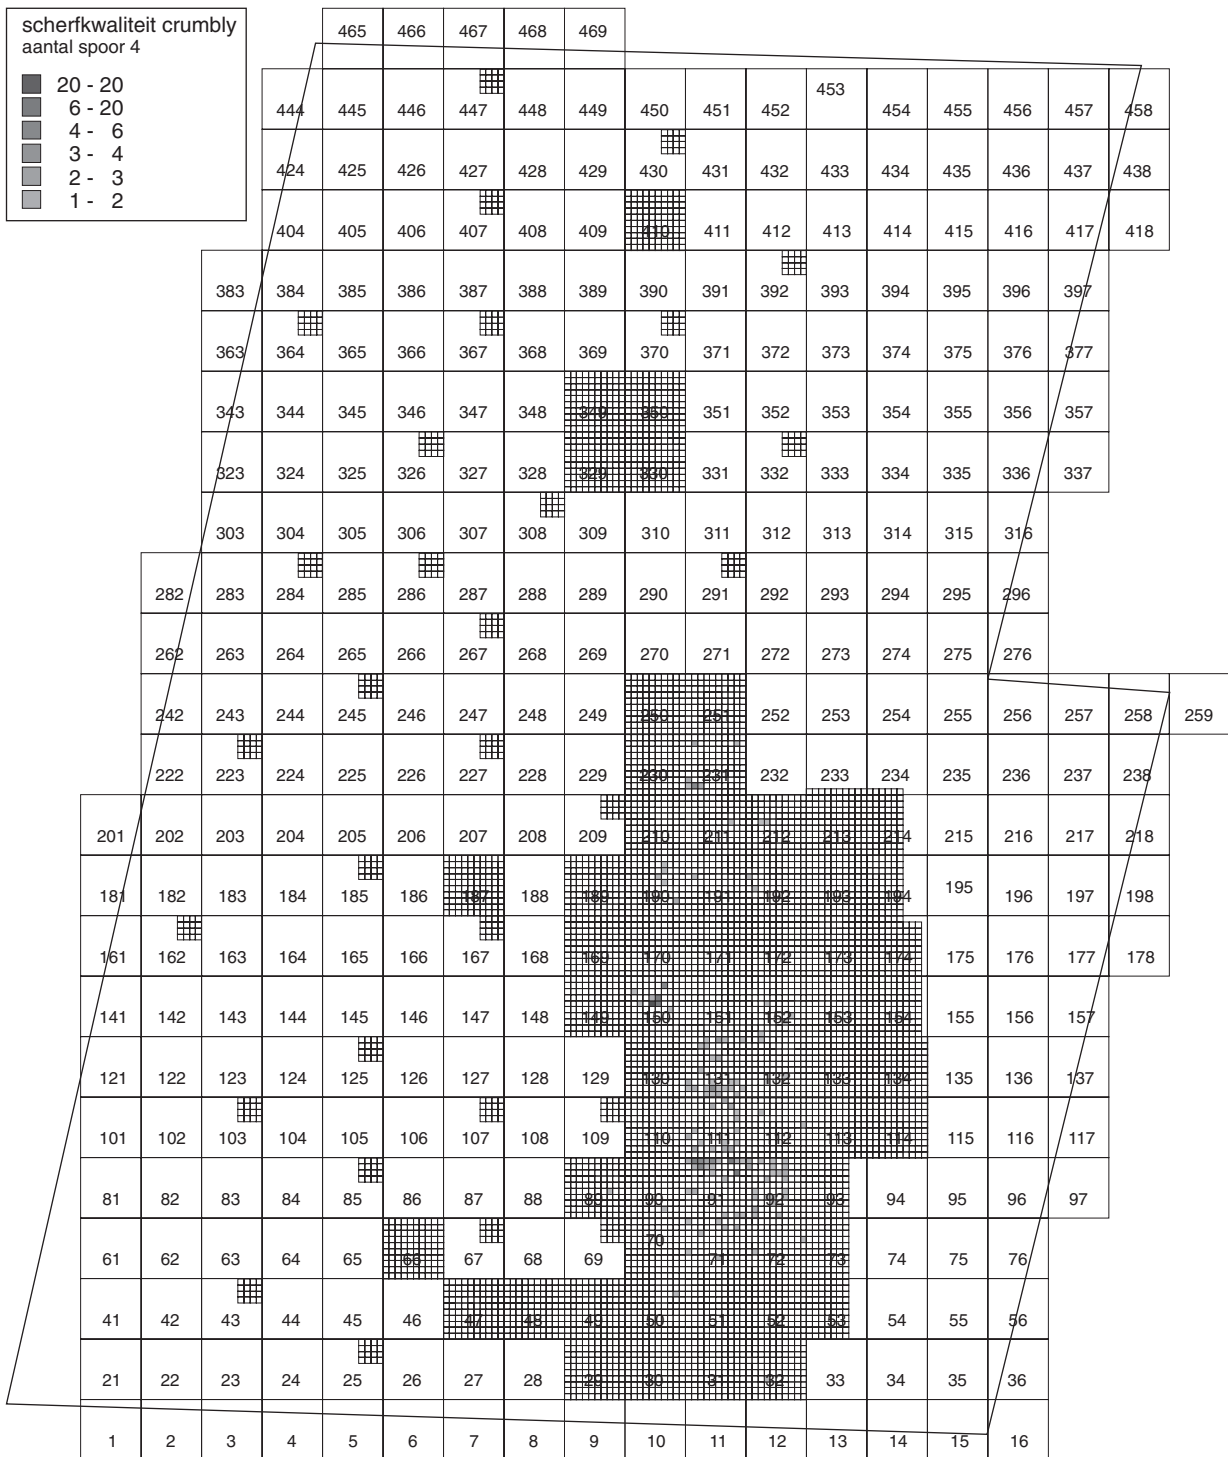 scherfkwaliteit crumbly
aantal spoor 4
20 - 20
6 - 20
4 - 6
3 - 4
2 - 3
1 - 2
465 466 467 468 469
444 445 446 447 448 449 450 451 452 453 454 455 456 457 458
424 425 426 427 428 429 430 431 432 433 434 435 436 437 438
404 405 406 407 408 409 410 411 412 413 414 415 416 417 418
383 384 385 386 387 388 389 390 391 392 393 394 395 396 397
363 364 365 366 367 368 369 370 371 372 373 374 375 376 377
343 344 345 346 347 348 349 350 351 352 353 354 355 356 357
323 324 325 326 327 328 329 330 331 332 333 334 335 336 337
303 304 305 306 307 308 309 310 311 312 313 314 315 316
282 283 284 285 286 287 288 289 290 291 292 293 294 295 296
262 263 264 265 266 267 268 269 270 271 272 273 274 275 276
242 243 244 245 246 247 248 249 250 251 252 253 254 255 256 257 258 259
222 223 224 225 226 227 228 229 230 231 232 233 234 235 236 237 238
201 202 203 204 205 206 207 208 209 210 211 212 213 214 215 216 217 218
181 182 183 184 185 186 187 188 189 190 191 192 193 194 195 196 197 198
161 162 163 164 165 166 167 168 169 170 171 172 173 174 175 176 177 178
141 142 143 144 145 146 147 148 149 150 151 152 153 154 155 156 157
121 122 123 124 125 126 127 128 129 130 131 132 133 134 135 136 137
101 102 103 104 105 106 107 108 109 110 111 112 113 114 115 116 117
81 82 83 84 85 86 87 88 89 90 91 92 93 94 95 96 97
61 62 63 64 65 66 67 68 69 70 71 72 73 74 75 76
41 42 43 44 45 46 47 48 49 50 51 52 53 54 55 56
21 22 23 24 25 26 27 28 29 30 31 32 33 34 35 36
1 2 3 4 5 6 7 8 9 10 11 12 13 14 15 16